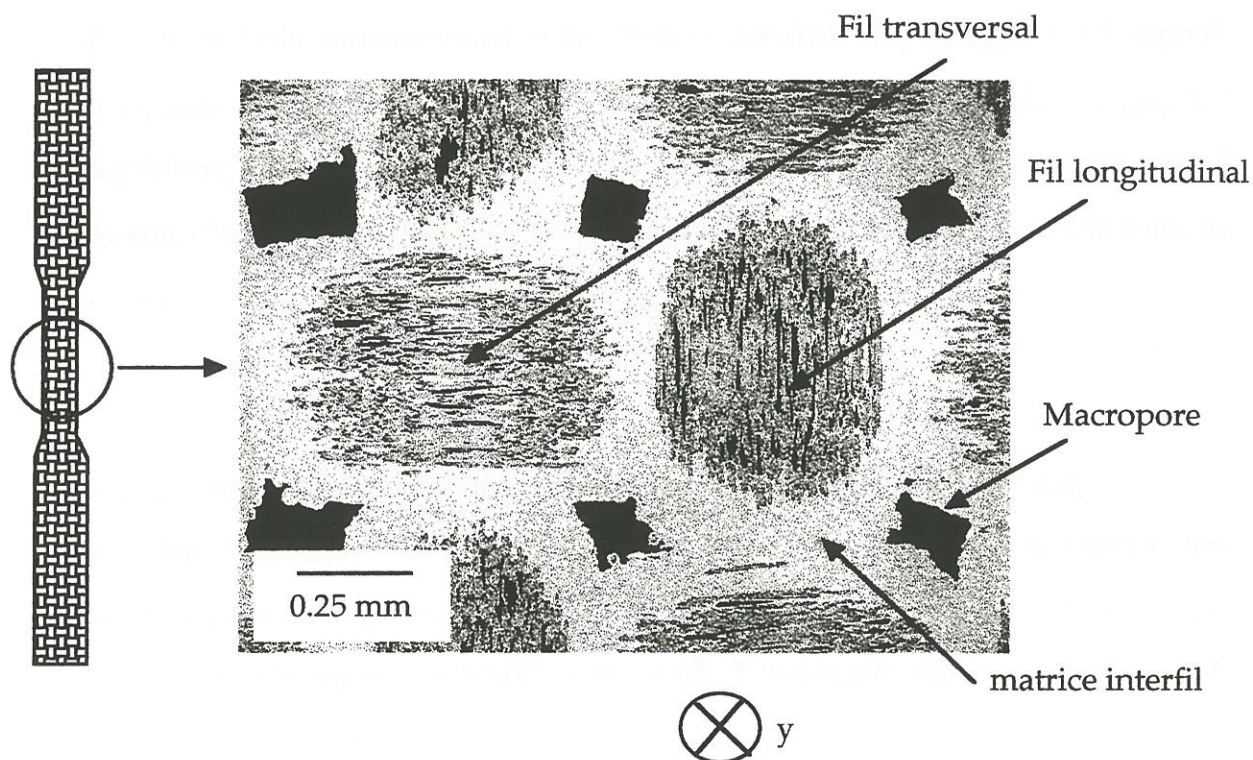 Fil transversal
Fil longitudinal
Macropore
0.25 mm
matrice interfil
y